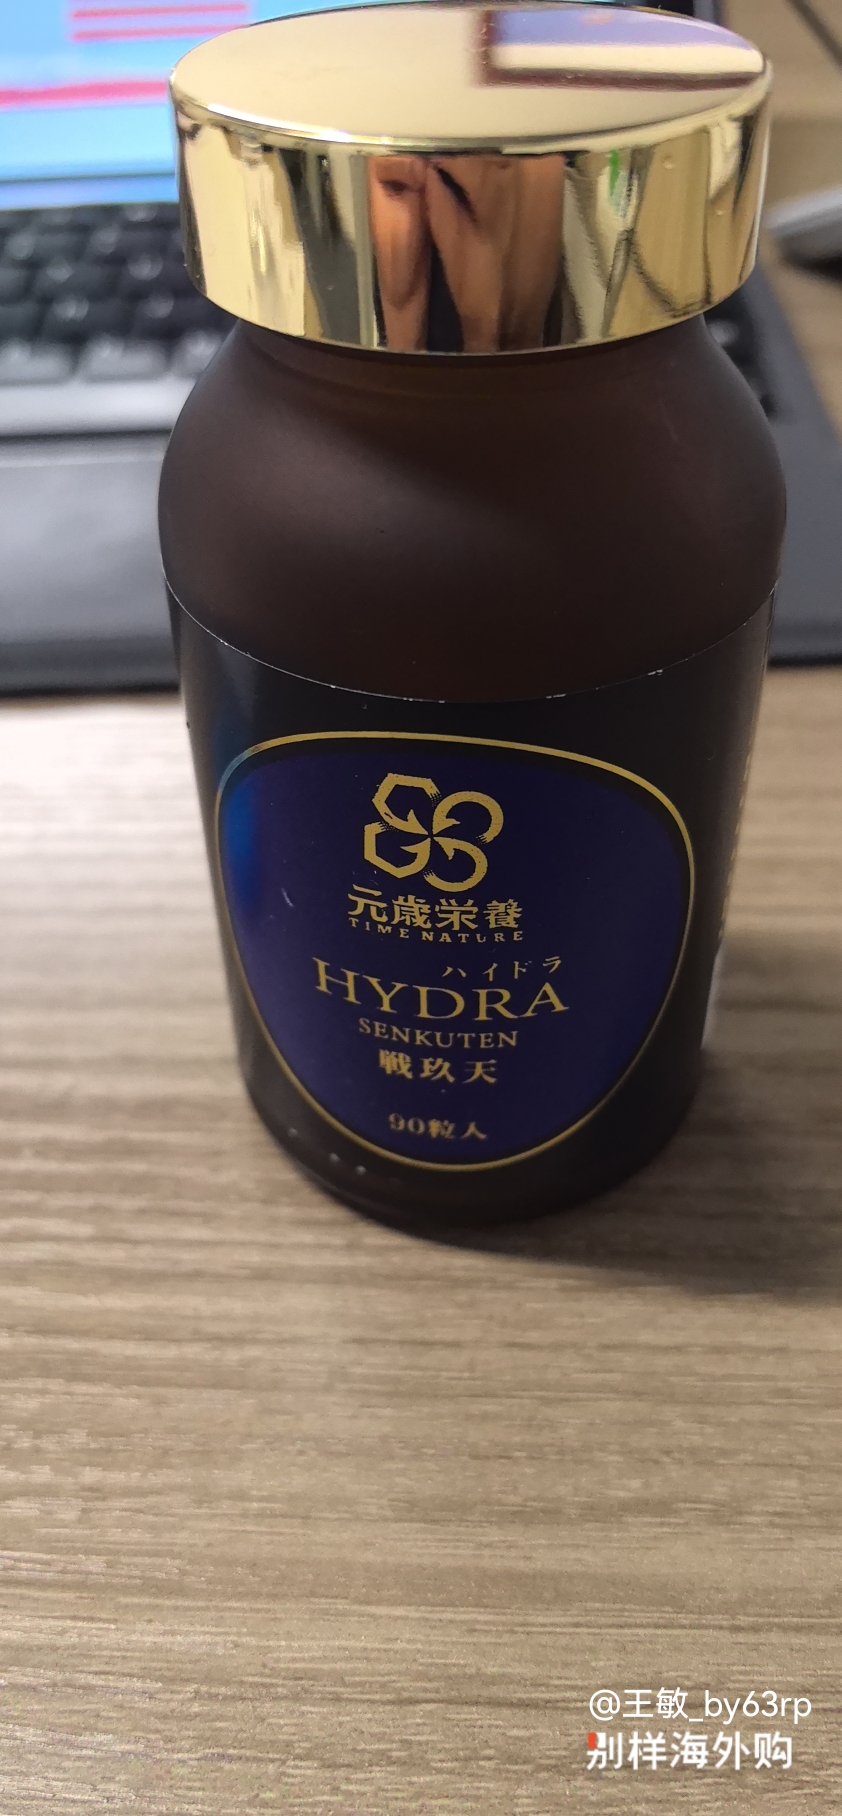 元歳栄養
TIME NATURE
ハイドラ
HYDRA
SENKUTEN
戦玖天
90粒入
@王敏_by63rp
别样海外购